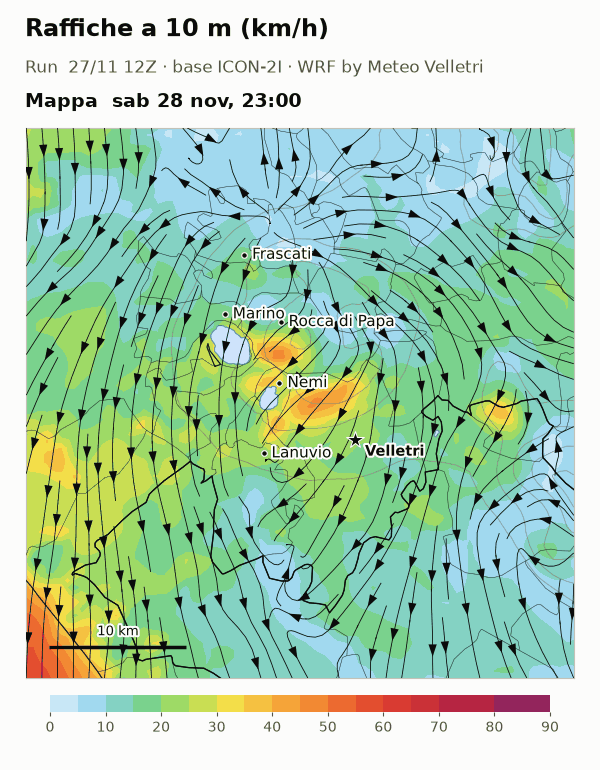 Raffiche a 10 m (km/h)
Run  27/11 12Z · base ICON-2I · WRF by Meteo Velletri
Mappa  sab 28 nov, 23:00
Frascati
Marino
Rocca di Papa
Nemi
Lanuvio
Velletri
10 km
0 10 20 30 40 50 60 70 80 90